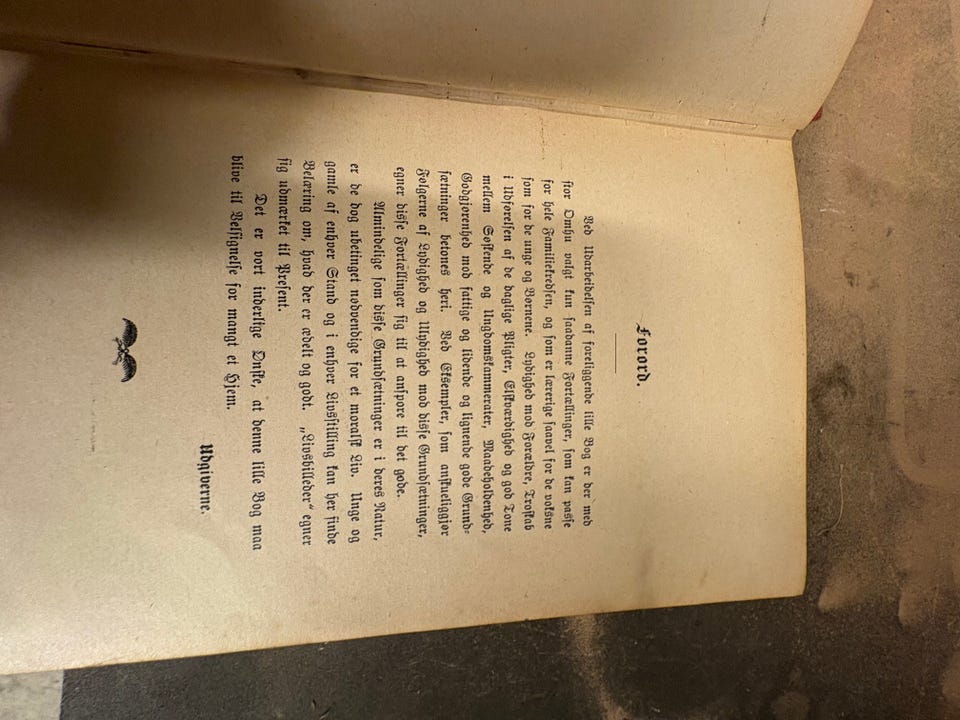 Forord.
Ved Udarbeidelsen af foreliggende lille Bog er der med
stor Omhu valgt kun saadanne Fortællinger, som kan passe
for hele Familiekredsen, og som er lærerige saavel for de voksne
som for de unge og Børnene. Lydighed mod Forældre, Troskab
i Udførelsen af de daglige Pligter, Elskværdighed og god Tone
mellem Søskende og Ungdomskammerater, Maadeholdenhed,
Godgjørenhed mod fattige og lidende og lignende gode Grund-
sætninger betones heri. Ved Eksempler, som anskueliggjør
Følgerne af Lydighed og Ulydighed mod disse Grundsætninger,
egner disse Fortællinger sig til at anspore til det gode.
Almindelige som disse Grundsætninger er i deres Natur,
er de dog ubetinget nødvendige for et moralsk Liv. Unge og
gamle af enhver Stand og i enhver Livsstilling kan her finde
Belæring om, hvad der er ædelt og godt. „Livsbilleder“ egner
sig udmærket til Present.
Det er vort inderlige Ønske, at denne lille Bog maa
blive til Velsignelse for mangt et Hjem.
Udgiverne.